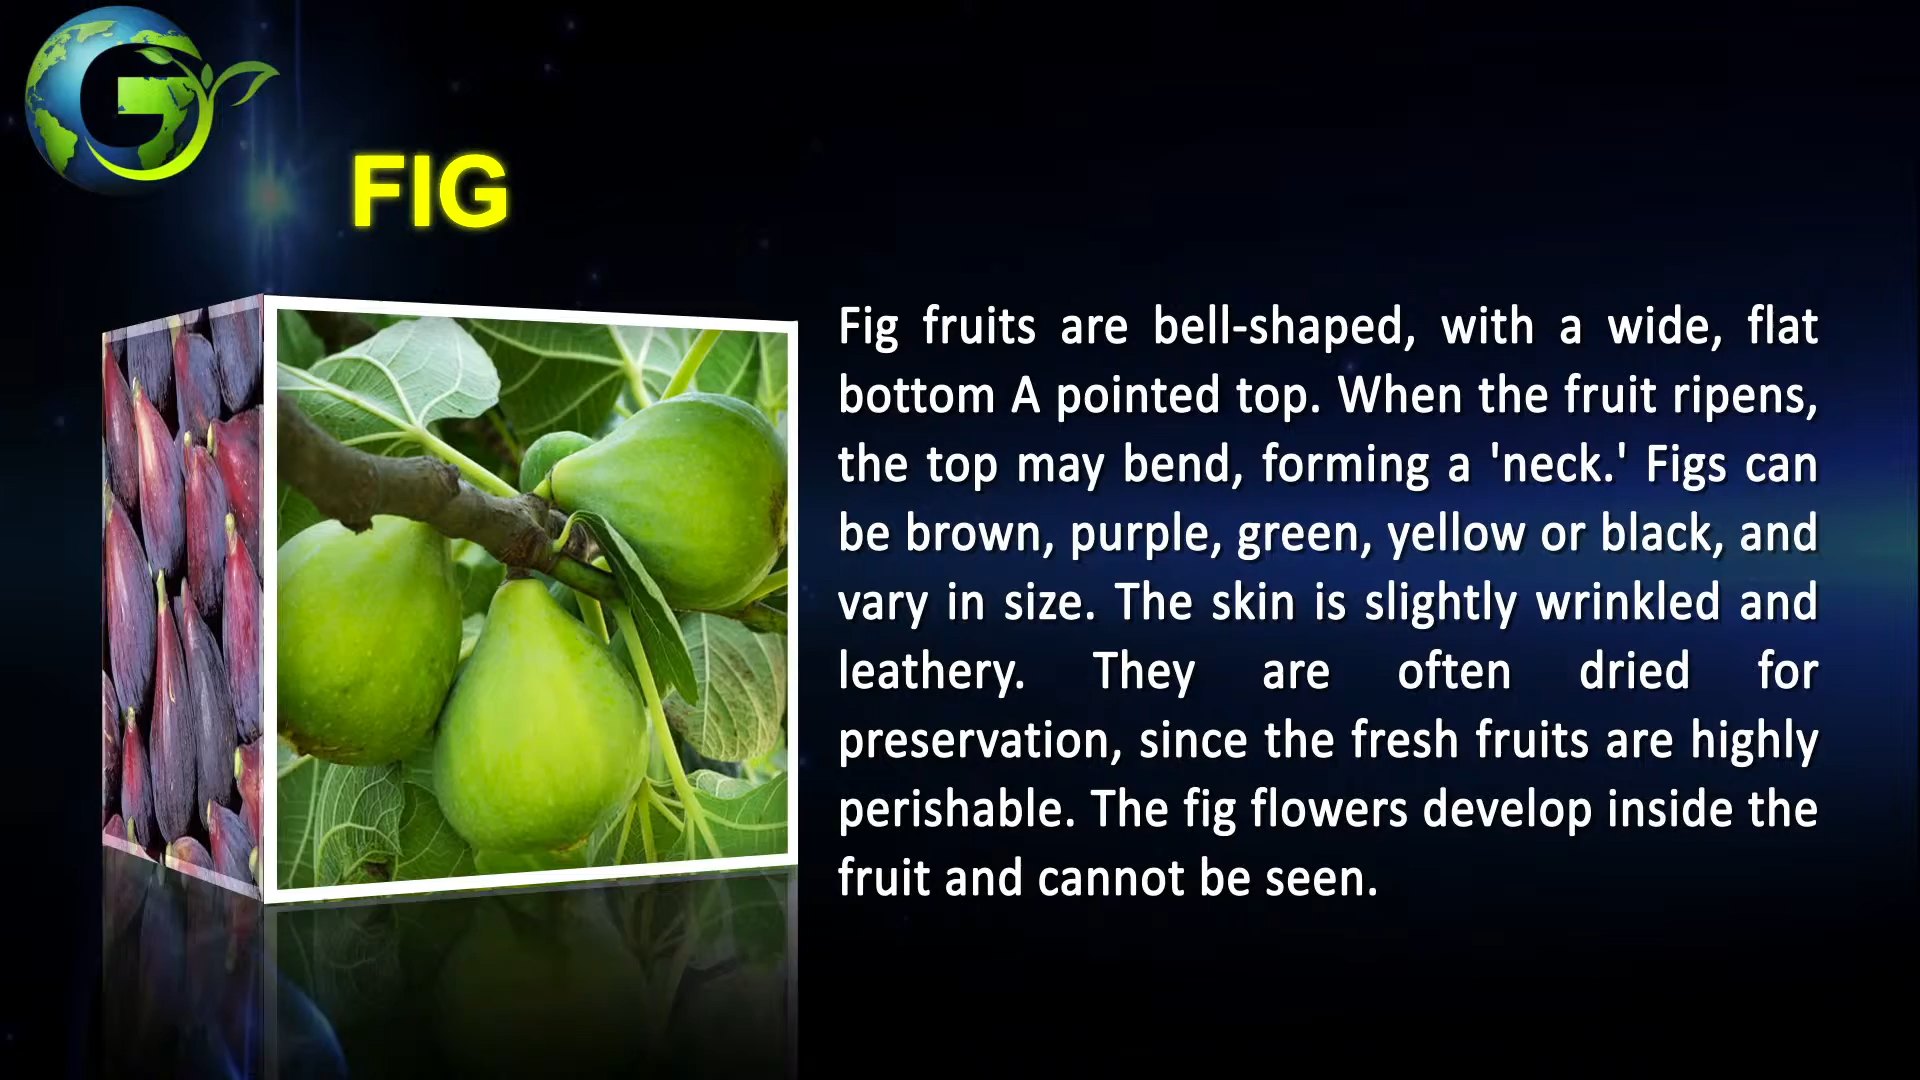 G
FIG
Fig fruits are bell-shaped, with a wide, flat
bottom A pointed top. When the fruit ripens,
the top may bend, forming a 'neck.' Figs can
be brown, purple, green, yellow or black, and
vary in size. The skin is slightly wrinkled and
leathery. They are often dried for
preservation, since the fresh fruits are highly
perishable. The fig flowers develop inside the
fruit and cannot be seen.